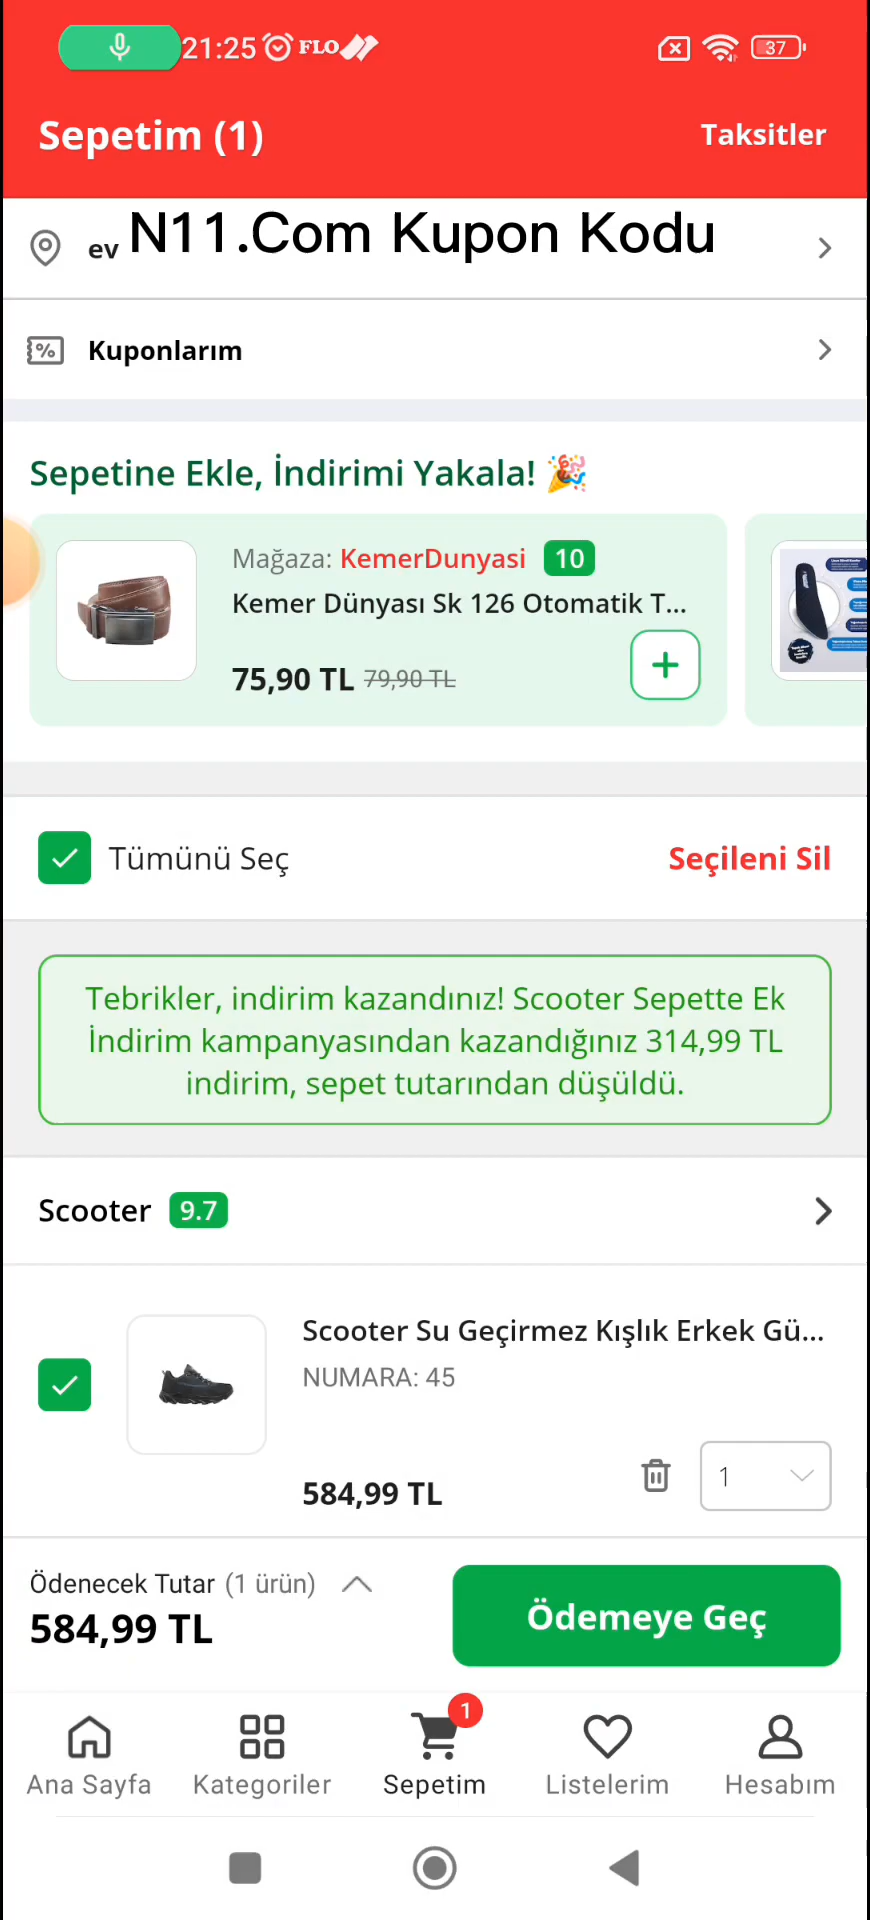 21:25 FLO 37
Sepetim (1) Taksitler
ev N11.Com Kupon Kodu
% Kuponlarım
Sepetine Ekle, İndirimi Yakala! 🎉
Mağaza: KemerDunyasi 10
Kemer Dünyası Sk 126 Otomatik T...
75,90 TL 79,90 TL
Tümünü Seç Seçileni Sil
Tebrikler, indirim kazandınız! Scooter Sepette Ek
İndirim kampanyasından kazandığınız 314,99 TL
indirim, sepet tutarından düşüldü.
Scooter 9.7
Scooter Su Geçirmez Kışlık Erkek Gü...
NUMARA: 45
584,99 TL 1
Ödenecek Tutar (1 ürün)
584,99 TL
Ödemeye Geç
1
Ana Sayfa Kategoriler Sepetim Listelerim Hesabım